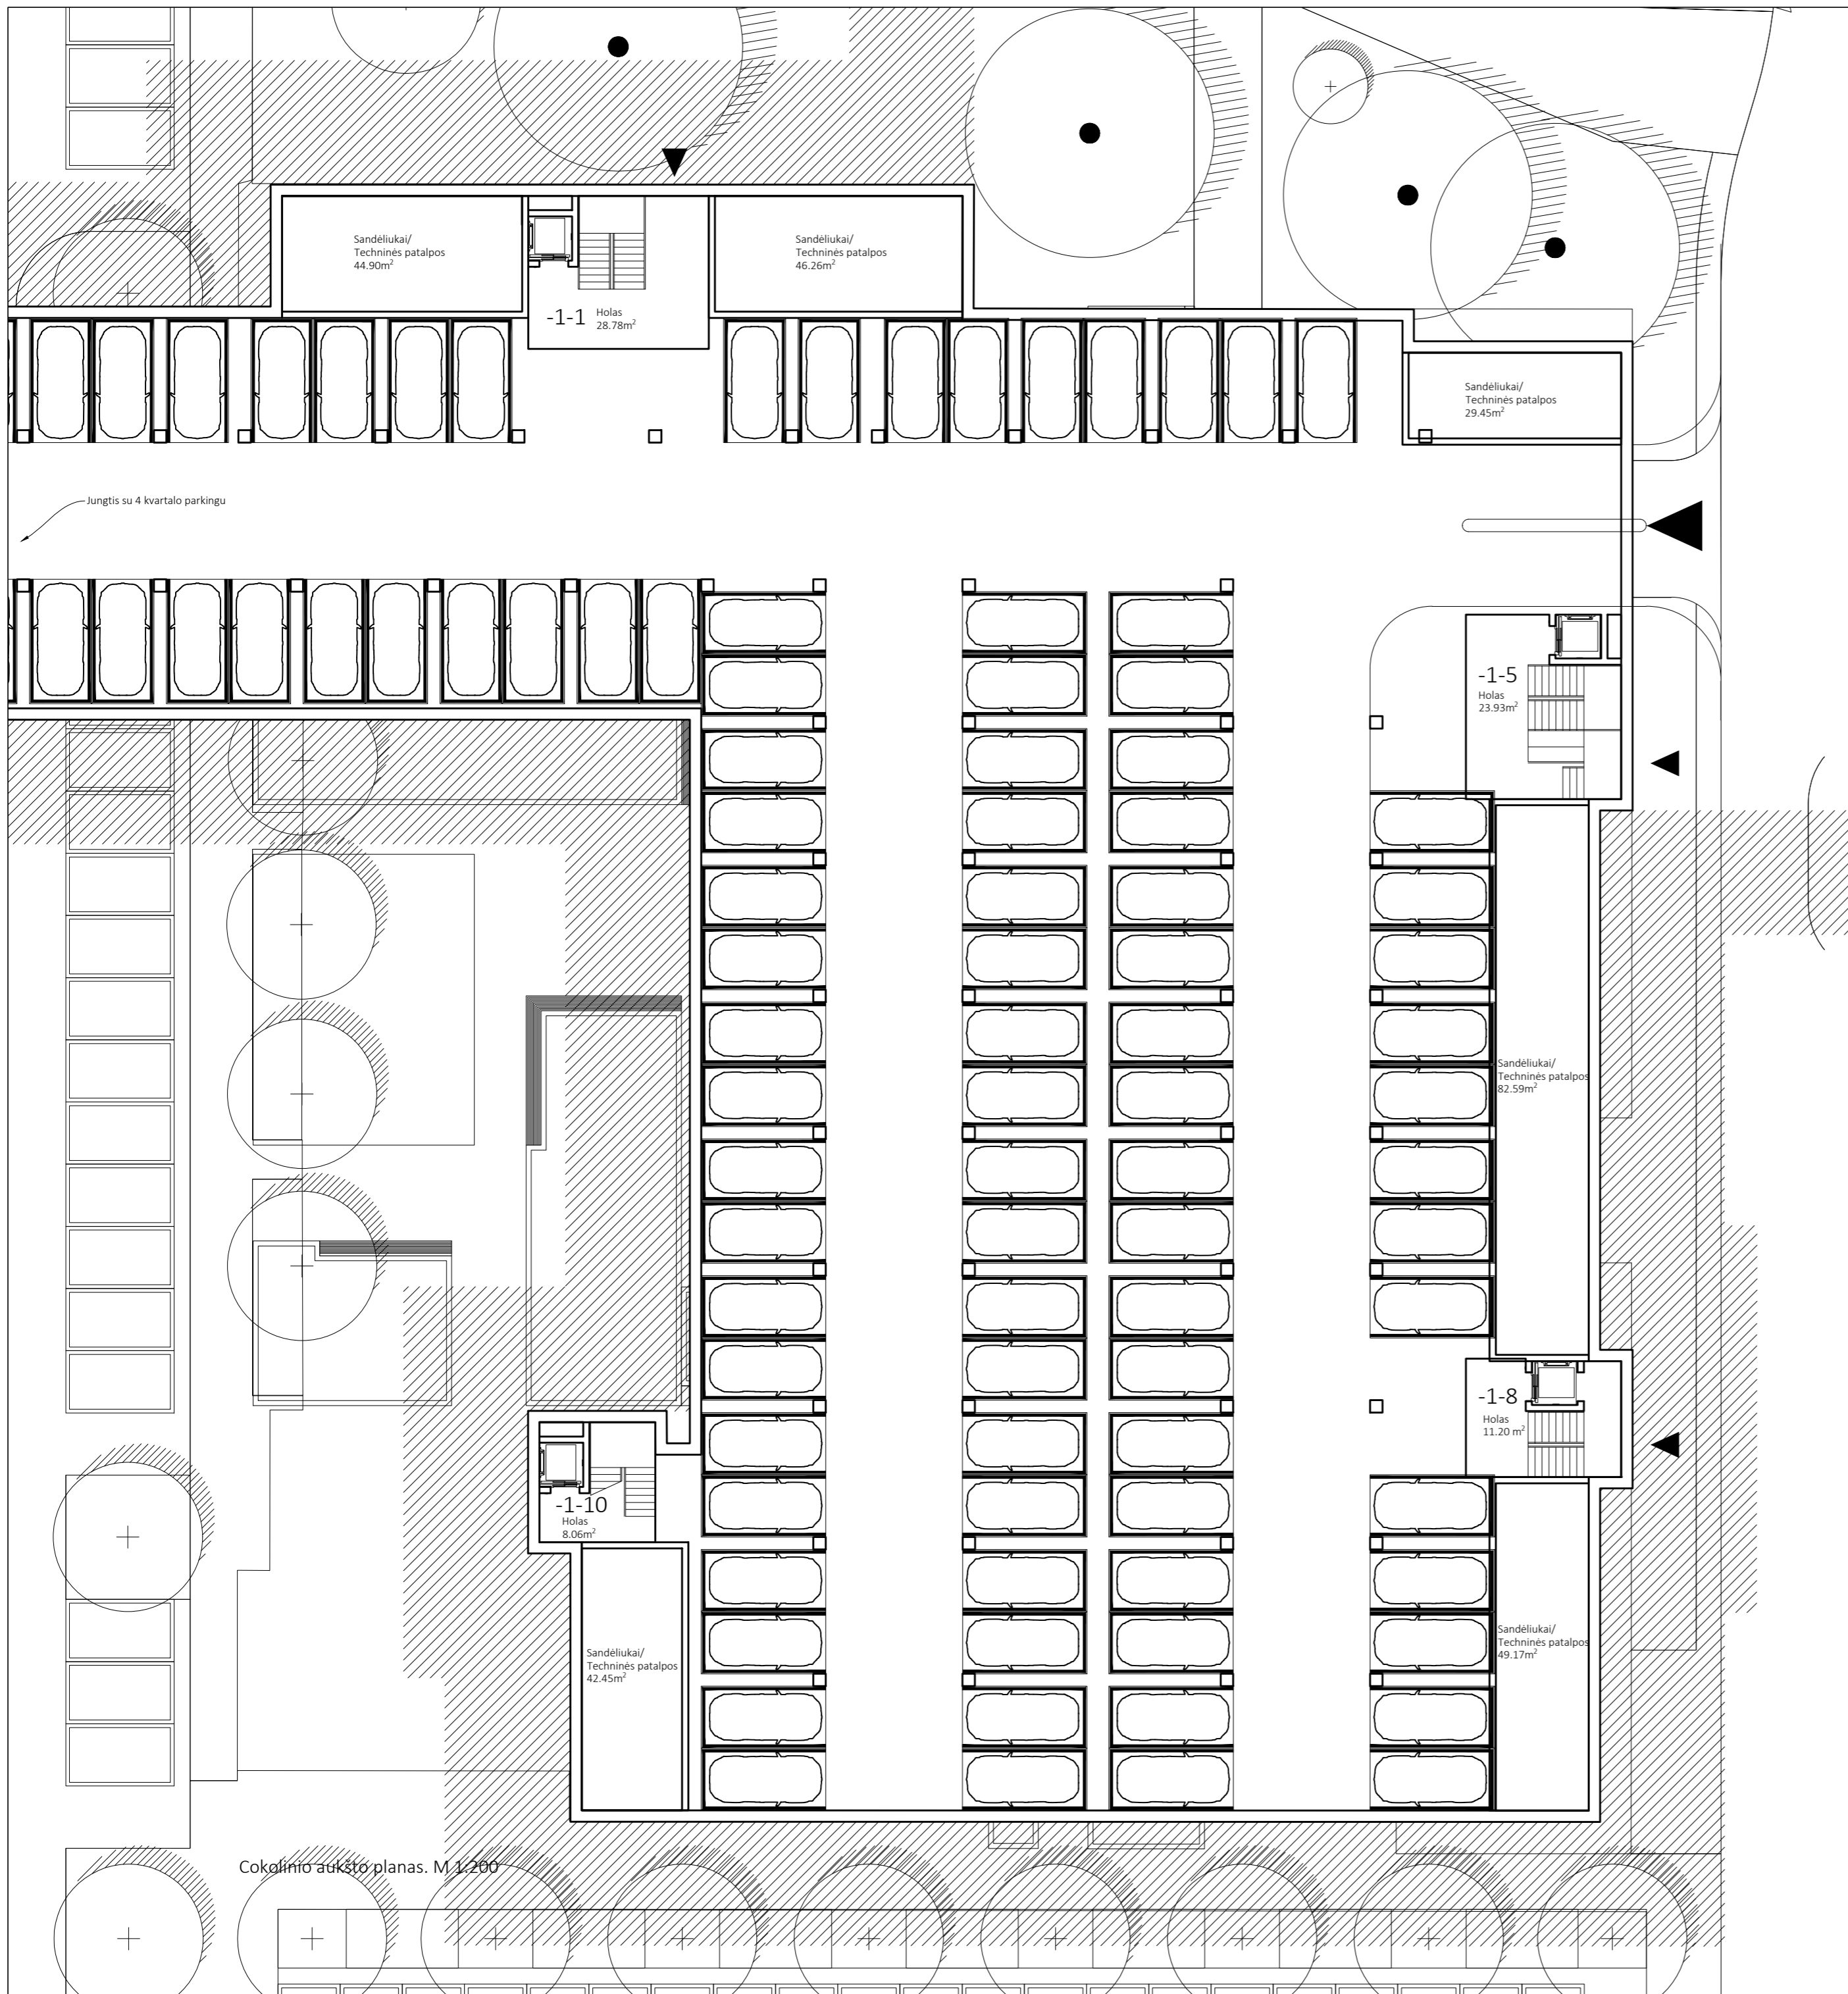 Sandėliukai/
Techninės patalpos
44.90m²
Sandėliukai/
Techninės patalpos
46.26m²
-1-1
Holas
28.78m²
Sandėliukai/
Techninės patalpos
29.45m²
Jungtis su 4 kvartalo parkingu
-1-5
Holas
23.93m²
Sandėliukai/
Techninės patalpos
82.59m²
-1-8
Holas
11.20 m²
-1-10
Holas
8.06m²
Sandėliukai/
Techninės patalpos
42.45m²
Sandėliukai/
Techninės patalpos
49.17m²
Cokolinio aukšto planas. M 1:200